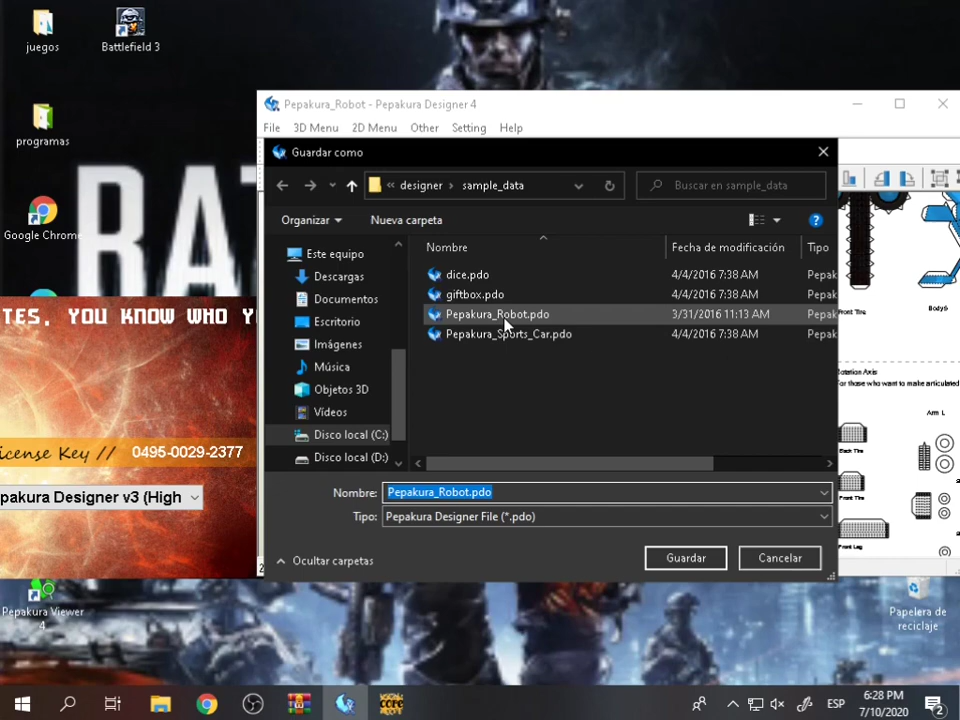 juegos
Battlefield 3
programas
Google Chrome
TES, YOU KNOW WHO Y
icense Key // 0495-0029-2377
pakura Designer v3 (High
Pepakura Viewer
4
Pepakura_Robot - Pepakura Designer 4
File 3D Menu 2D Menu Other Setting Help
Guardar como
« designer › sample_data
Buscar en sample_data
Organizar Nueva carpeta
Nombre Fecha de modificación Tipo
Este equipo
Descargas
Documentos
Escritorio
Imágenes
Música
Objetos 3D
Vídeos
Disco local (C:)
Disco local (D:)
dice.pdo 4/4/2016 7:38 AM Pepak
giftbox.pdo 4/4/2016 7:38 AM Pepak
Pepakura_Robot.pdo 3/31/2016 11:13 AM Pepak
Pepakura_Sports_Car.pdo 4/4/2016 7:38 AM Pepak
Nombre: Pepakura_Robot.pdo
Tipo: Pepakura Designer File (*.pdo)
Ocultar carpetas
Guardar Cancelar
Front Tire
Body6
otation Axis
For those who want to make articulated
Arm L
Back Tire
Front Tire
Front Leg
Papelera de
reciclaje
ESP
6:28 PM
7/10/2020
2